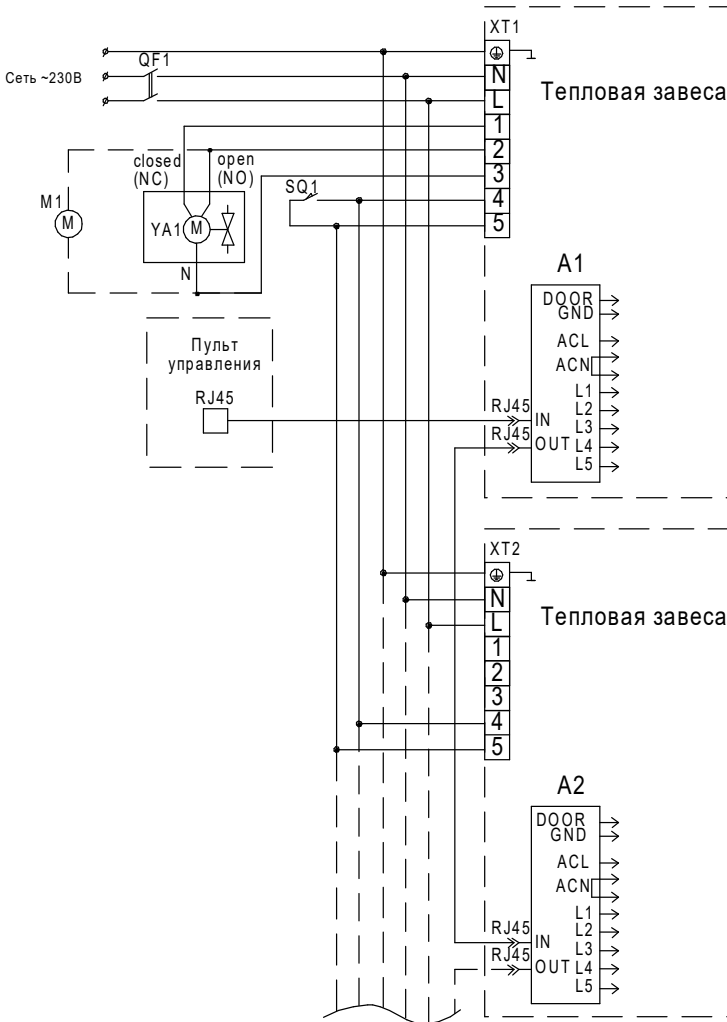 XT1
QF1
N
Сеть ~230В
L
Тепловая завеса
1
closed
(NC)
open
(NO)
2
3
SQ1
4
M1
M
YA1
M
5
N
A1
DOOR
GND
Пульт
управления
ACL
ACN
RJ45
L1
RJ45
IN
L2
L3
RJ45
OUT
L4
L5
XT2
N
Тепловая завеса
L
1
2
3
4
5
A2
DOOR
GND
ACL
ACN
L1
RJ45
IN
L2
L3
RJ45
OUT
L4
L5